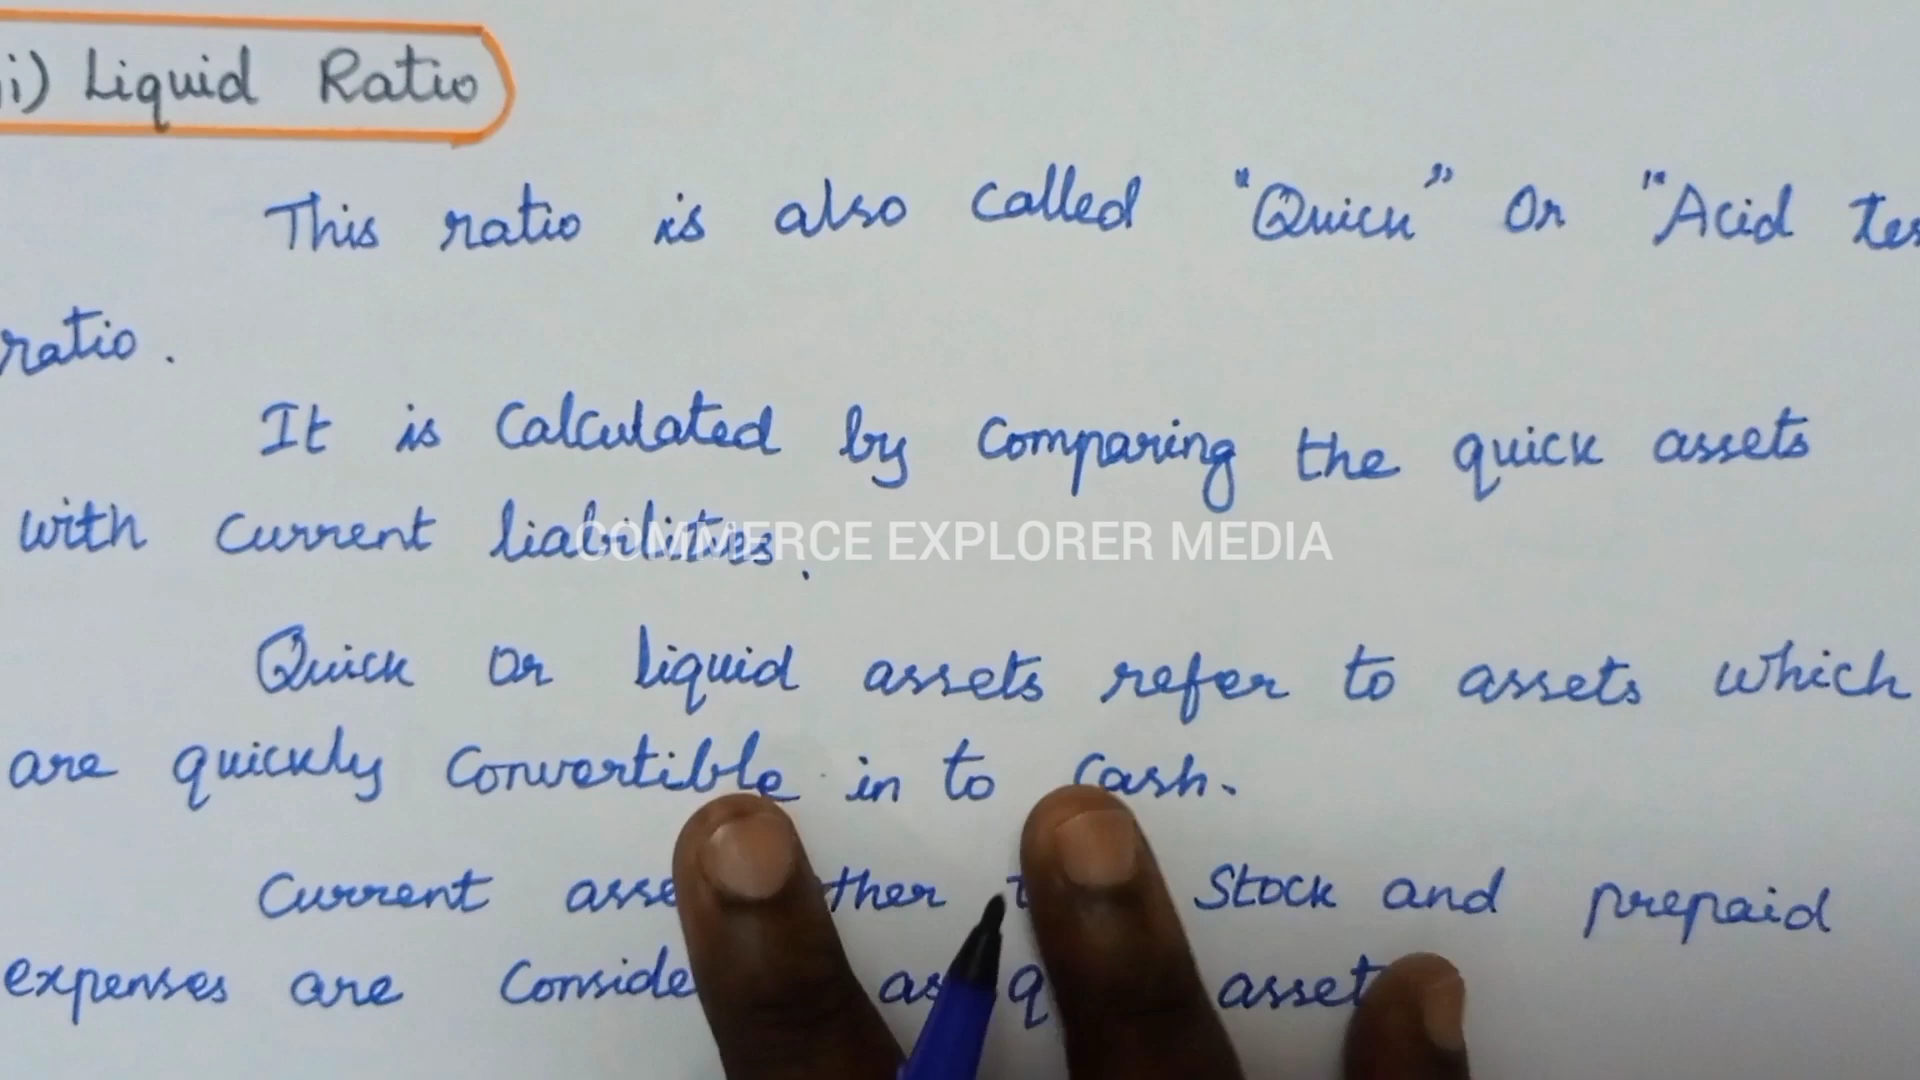 i) Liquid Ratio
This ratio is also called "Quick" Or "Acid tes
ratio.
It is Calculated by Comparing the quick assets
with Current liabilities.
COMMERCE EXPLORER MEDIA
Quick Or liquid assets refer to assets which
are quickly Convertible in to Cash.
Current Stock and prepaid
expenses are as